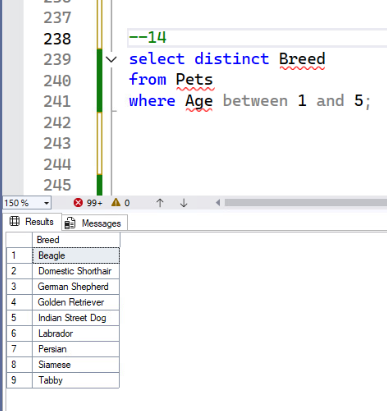 237
238 --14
239 select distinct Breed
240 from Pets
241 where Age between 1 and 5;
242
243
244
245
150 % 99+ 0
Results Messages
Breed
1 Beagle
2 Domestic Shorthair
3 German Shepherd
4 Golden Retriever
5 Indian Street Dog
6 Labrador
7 Persian
8 Siamese
9 Tabby